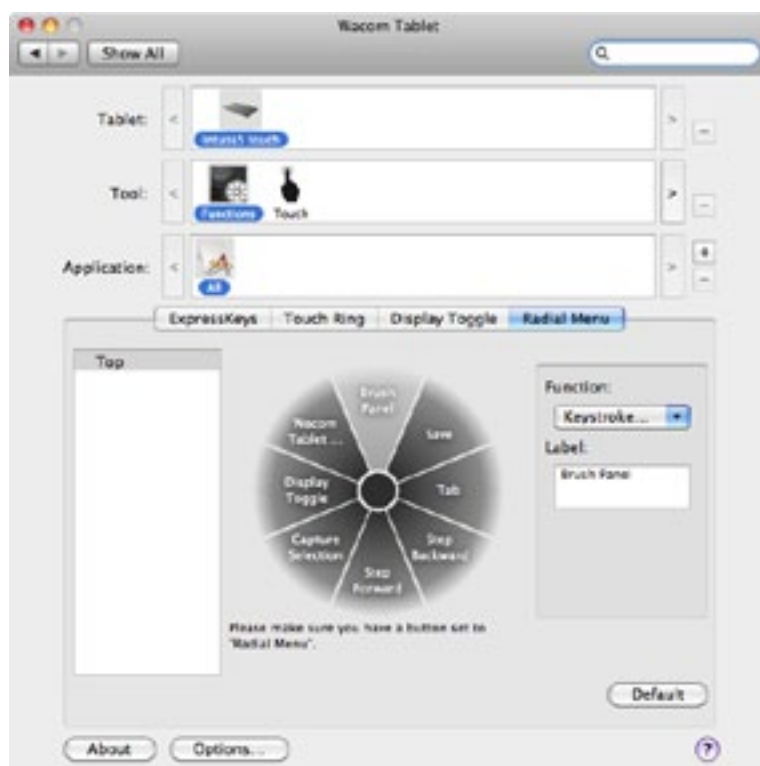 Wacom Tablet
Show All
Tablet:
Intuos5 touch
Tool:
Functions
Touch
Application:
All
ExpressKeys
Touch Ring
Display Toggle
Radial Menu
Top
Brush
Panel
Save
Tab
Step
Backward
Step
Forward
Capture
Selection
Display
Toggle
Wacom
Tablet ...
Please make sure you have a button set to
'Radial Menu'.
Function:
Keystroke...
Label:
Brush Panel
Default
About
Options...
?